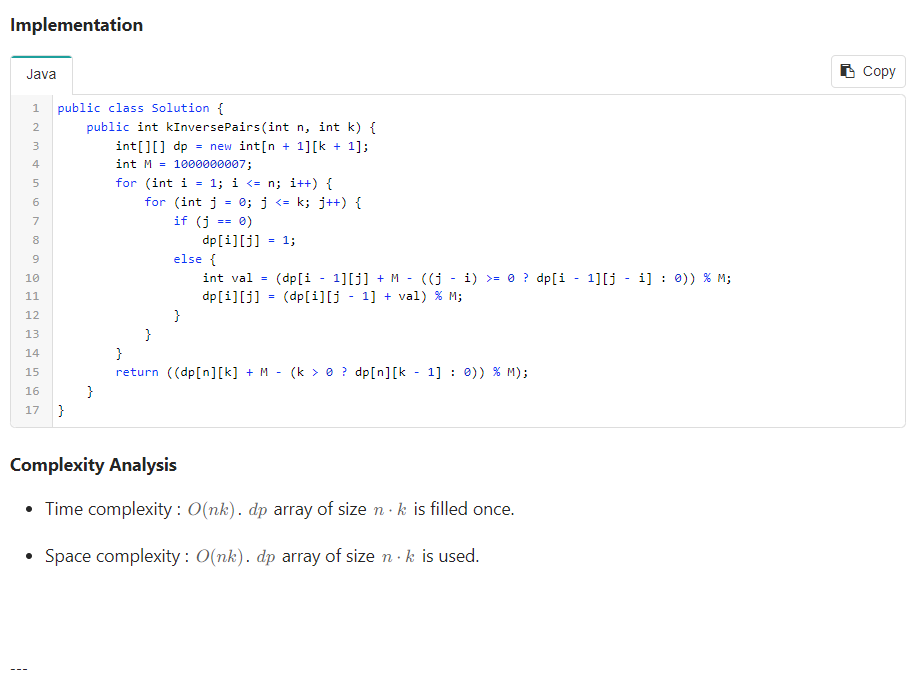 Implementation
Java
Copy
1 public class Solution {
2     public int kInversePairs(int n, int k) {
3         int[][] dp = new int[n + 1][k + 1];
4         int M = 1000000007;
5         for (int i = 1; i <= n; i++) {
6             for (int j = 0; j <= k; j++) {
7                 if (j == 0)
8                     dp[i][j] = 1;
9                 else {
10                     int val = (dp[i - 1][j] + M - ((j - i) >= 0 ? dp[i - 1][j - i] : 0)) % M;
11                     dp[i][j] = (dp[i][j - 1] + val) % M;
12                 }
13             }
14         }
15         return ((dp[n][k] + M - (k > 0 ? dp[n][k - 1] : 0)) % M);
16     }
17 }
Complexity Analysis
• Time complexity : O(nk). dp array of size n · k is filled once.
• Space complexity : O(nk). dp array of size n · k is used.
---